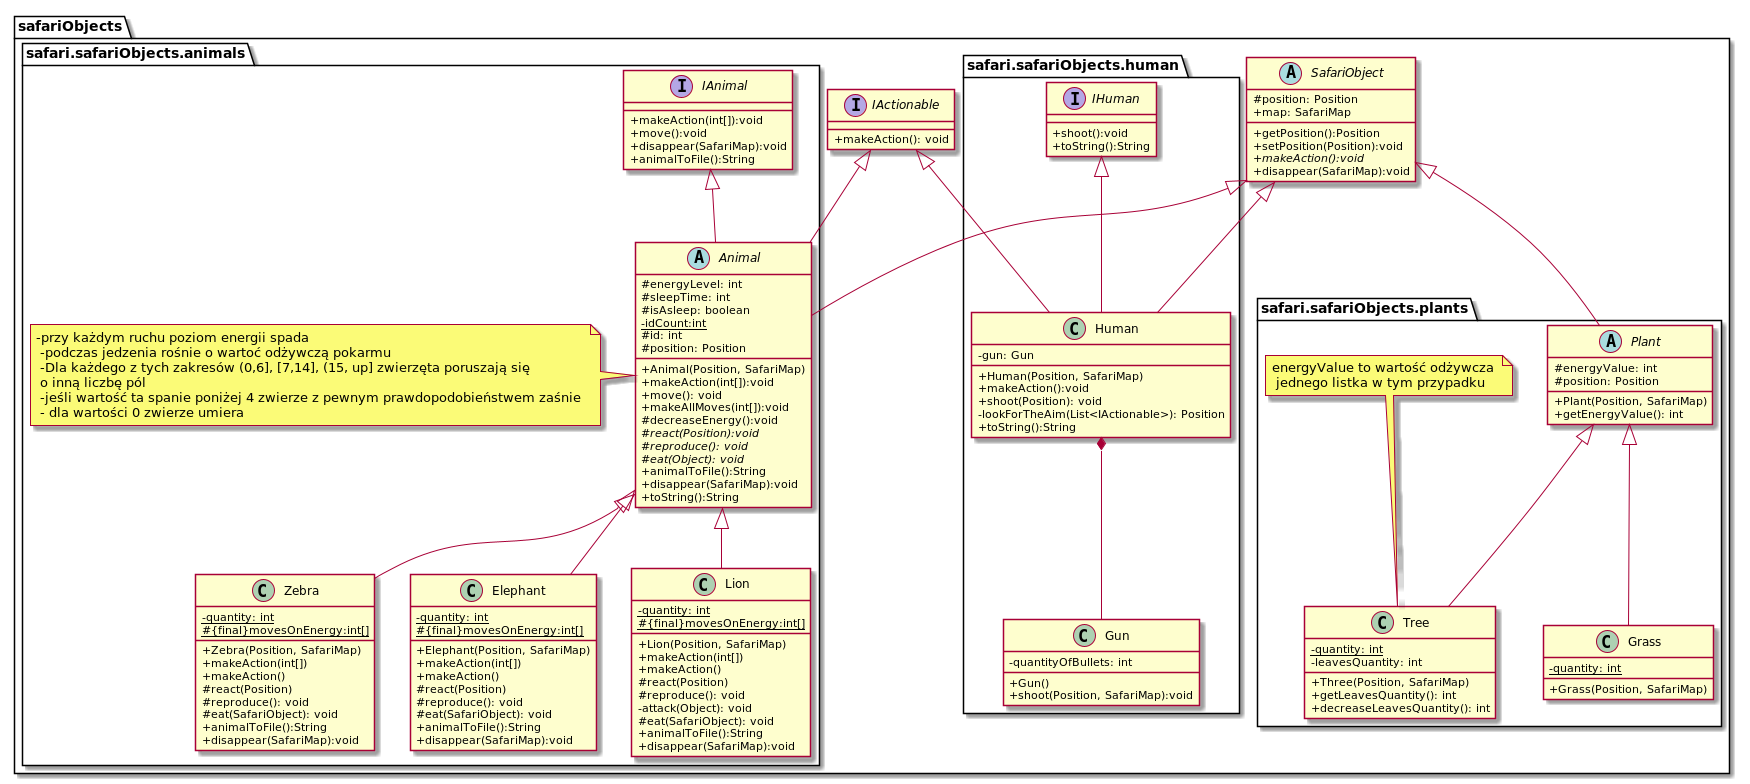 safariObjects
safari.safariObjects.animals
I IAnimal
+makeAction(int[]):void
+move():void
+disappear(SafariMap):void
+animalToFile():String
I IActionable
+makeAction(): void
safari.safariObjects.human
I IHuman
+shoot():void
+toString():String
A SafariObject
#position: Position
+map: SafariMap
+getPosition():Position
+setPosition(Position):void
+makeAction():void
+disappear(SafariMap):void
A Animal
#energyLevel: int
#sleepTime: int
#isAsleep: boolean
-idCount:int
#id: int
#position: Position
+Animal(Position, SafariMap)
+makeAction(int[]):void
+move(): void
+makeAllMoves(int[]):void
#decreaseEnergy():void
#react(Position):void
#reproduce(): void
#eat(Object): void
+animalToFile():String
+disappear(SafariMap):void
+toString():String
-przy każdym ruchu poziom energii spada
-podczas jedzenia rośnie o wartoć odżywczą pokarmu
-Dla każdego z tych zakresów (0,6], [7,14], (15, up] zwierzęta poruszają się
o inną liczbę pól
-jeśli wartość ta spanie poniżej 4 zwierze z pewnym prawdopodobieństwem zaśnie
- dla wartości 0 zwierze umiera
C Human
-gun: Gun
+Human(Position, SafariMap)
+makeAction():void
+shoot(Position): void
-lookForTheAim(List<IActionable>): Position
+toString():String
safari.safariObjects.plants
energyValue to wartość odżywcza
jednego listka w tym przypadku
A Plant
#energyValue: int
#position: Position
+Plant(Position, SafariMap)
+getEnergyValue(): int
C Zebra
-quantity: int
#{final}movesOnEnergy:int[]
+Zebra(Position, SafariMap)
+makeAction(int[])
+makeAction()
#react(Position)
#reproduce(): void
#eat(SafariObject): void
+animalToFile():String
+disappear(SafariMap):void
C Elephant
-quantity: int
#{final}movesOnEnergy:int[]
+Elephant(Position, SafariMap)
+makeAction(int[])
+makeAction()
#react(Position)
#reproduce(): void
#eat(SafariObject): void
+animalToFile():String
+disappear(SafariMap):void
C Lion
-quantity: int
#{final}movesOnEnergy:int[]
+Lion(Position, SafariMap)
+makeAction(int[])
+makeAction()
#react(Position)
#reproduce(): void
-attack(Object): void
#eat(SafariObject): void
+animalToFile():String
+disappear(SafariMap):void
C Gun
-quantityOfBullets: int
+Gun()
+shoot(Position, SafariMap):void
C Tree
-quantity: int
-leavesQuantity: int
+Three(Position, SafariMap)
+getLeavesQuantity(): int
+decreaseLeavesQuantity(): int
C Grass
-quantity: int
+Grass(Position, SafariMap)